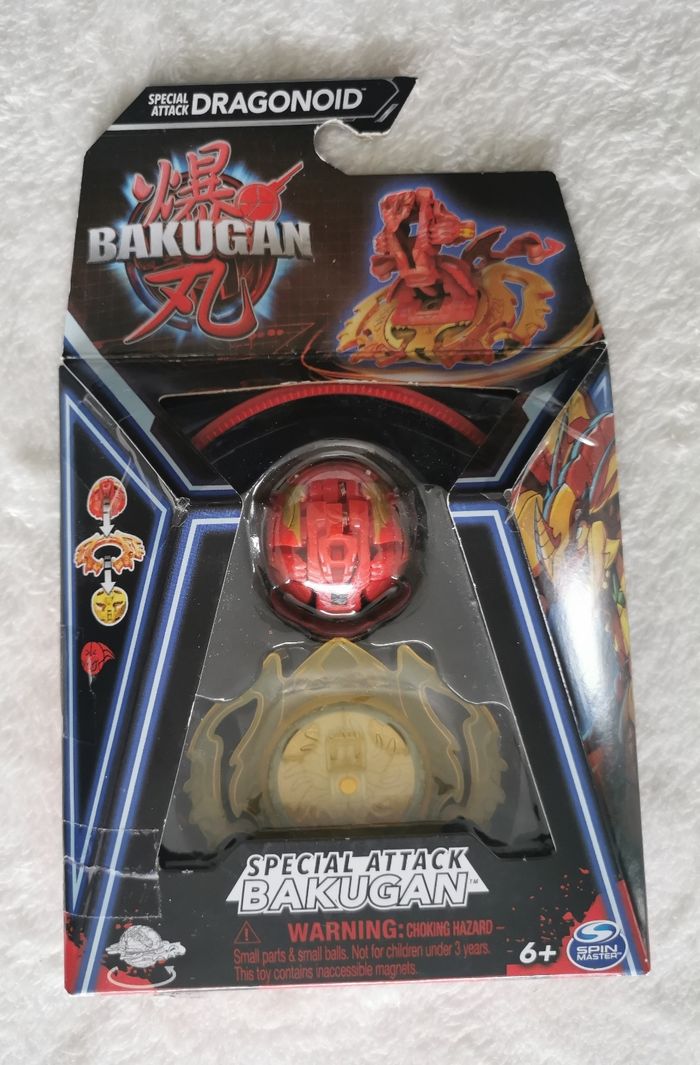 SPECIAL ATTACK DRAGONOID™
爆
BAKUGAN
丸
SPECIAL ATTACK
BAKUGAN™
WARNING: CHOKING HAZARD –
Small parts & small balls. Not for children under 3 years.
This toy contains inaccessible magnets.
6+
SPIN
MASTER™